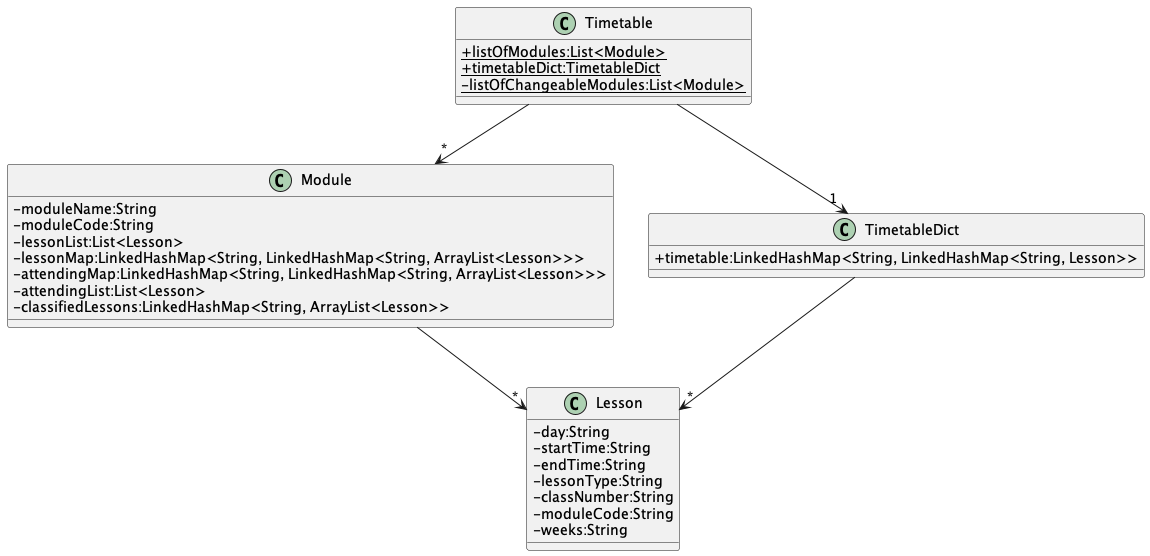 C Timetable
+listOfModules:List<Module>
+timetableDict:TimetableDict
-listOfChangeableModules:List<Module>
*
1
C Module
-moduleName:String
-moduleCode:String
-lessonList:List<Lesson>
-lessonMap:LinkedHashMap<String, LinkedHashMap<String, ArrayList<Lesson>>>
-attendingMap:LinkedHashMap<String, LinkedHashMap<String, ArrayList<Lesson>>>
-attendingList:List<Lesson>
-classifiedLessons:LinkedHashMap<String, ArrayList<Lesson>>
C TimetableDict
+timetable:LinkedHashMap<String, LinkedHashMap<String, Lesson>>
*
*
C Lesson
-day:String
-startTime:String
-endTime:String
-lessonType:String
-classNumber:String
-moduleCode:String
-weeks:String